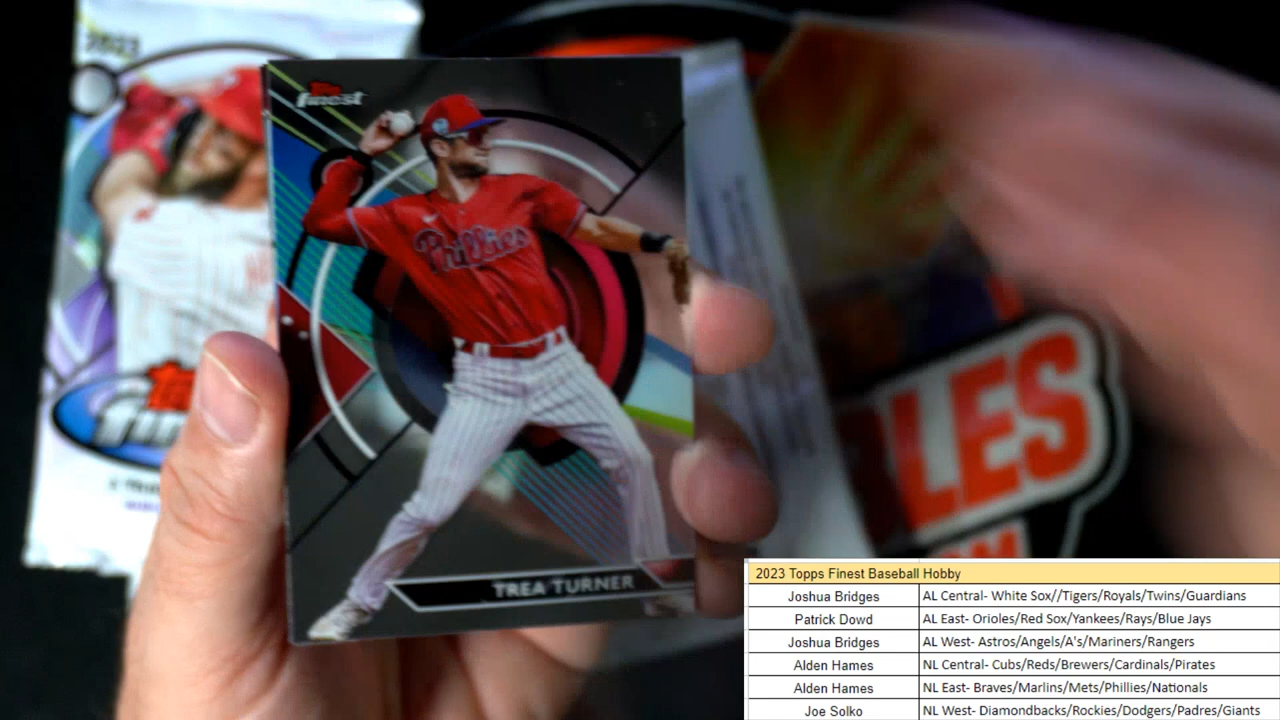 2023
Topps
finest
Phillies
TREA TURNER
Topps
LES
2023 Topps Finest Baseball Hobby
Joshua Bridges AL Central- White Sox//Tigers/Royals/Twins/Guardians
Patrick Dowd AL East- Orioles/Red Sox/Yankees/Rays/Blue Jays
Joshua Bridges AL West- Astros/Angels/A's/Mariners/Rangers
Alden Hames NL Central- Cubs/Reds/Brewers/Cardinals/Pirates
Alden Hames NL East- Braves/Marlins/Mets/Phillies/Nationals
Joe Solko NL West- Diamondbacks/Rockies/Dodgers/Padres/Giants